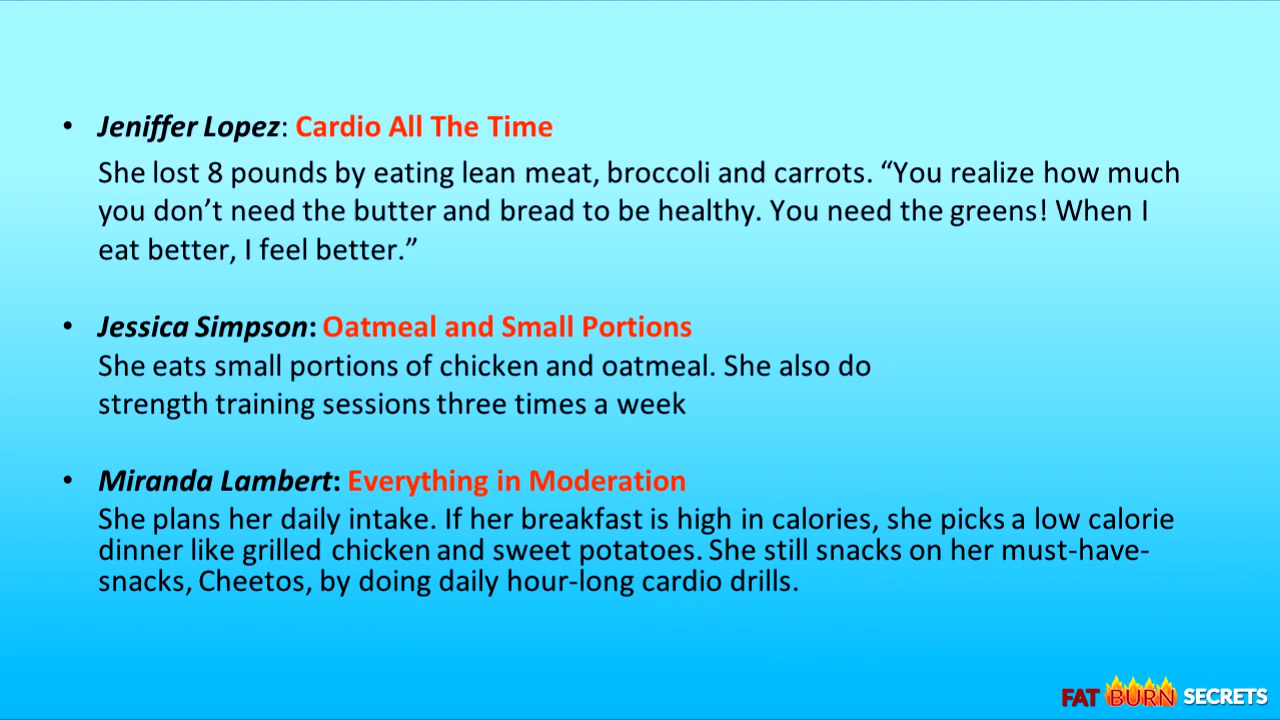 • Jeniffer Lopez: Cardio All The Time
She lost 8 pounds by eating lean meat, broccoli and carrots. “You realize how much
you don’t need the butter and bread to be healthy. You need the greens! When I
eat better, I feel better.”
• Jessica Simpson: Oatmeal and Small Portions
She eats small portions of chicken and oatmeal. She also do
strength training sessions three times a week
• Miranda Lambert: Everything in Moderation
She plans her daily intake. If her breakfast is high in calories, she picks a low calorie
dinner like grilled chicken and sweet potatoes. She still snacks on her must-have-
snacks, Cheetos, by doing daily hour-long cardio drills.
FAT BURN SECRETS